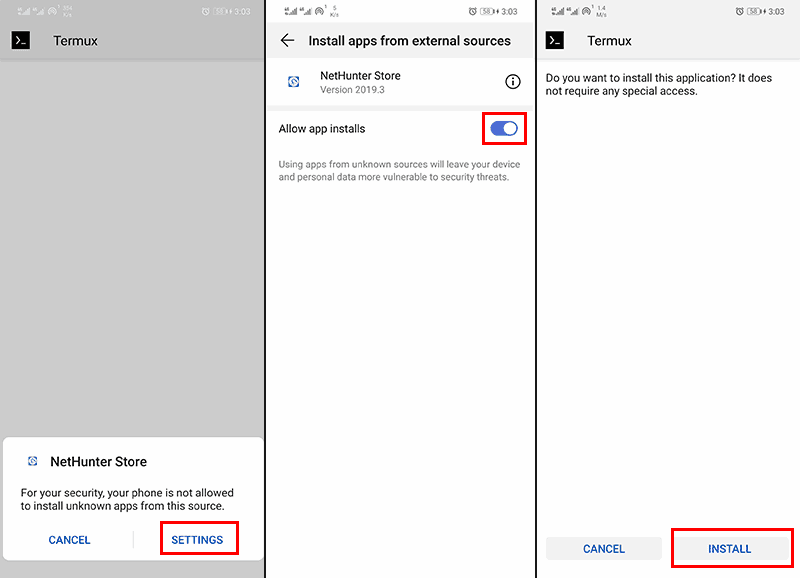 3:03
Termux
NetHunter Store
For your security, your phone is not allowed
to install unknown apps from this source.
CANCEL
SETTINGS
5
K/s
58
3:03
Install apps from external sources
NetHunter Store
Version 2019.3
Allow app installs
Using apps from unknown sources will leave your device
and personal data more vulnerable to security threats.
1.4
M/s
58
3:03
Termux
Do you want to install this application? It does
not require any special access.
CANCEL
INSTALL